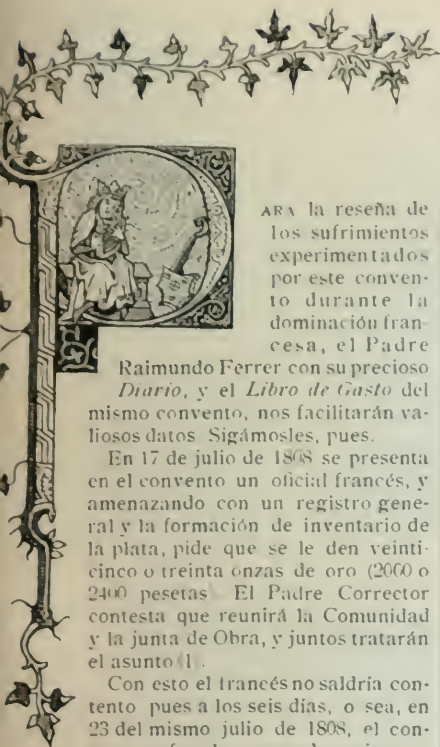 PARA la reseña de
los sufrimientos
experimentados
por este conven-
to durante la
dominación fran-
cesa, el Padre
Raimundo Ferrer con su precioso
Diario, y el Libro de Gasto del
mismo convento, nos facilitarán va-
liosos datos Sigámosles, pues.
En 17 de julio de 1808 se presenta
en el convento un oficial francés, y
amenazando con un registro gene-
ral y la formación de inventario de
la plata, pide que se le den veinti-
cinco o treinta onzas de oro (2000 o
2400 pesetas El Padre Corrector
contesta que reunirá la Comunidad
y la junta de Obra, y juntos tratarán
el asunto (1).
Con esto el francés no saldría con-
tento pues a los seis días, o sea, en
23 del mismo julio de 1808, el con-